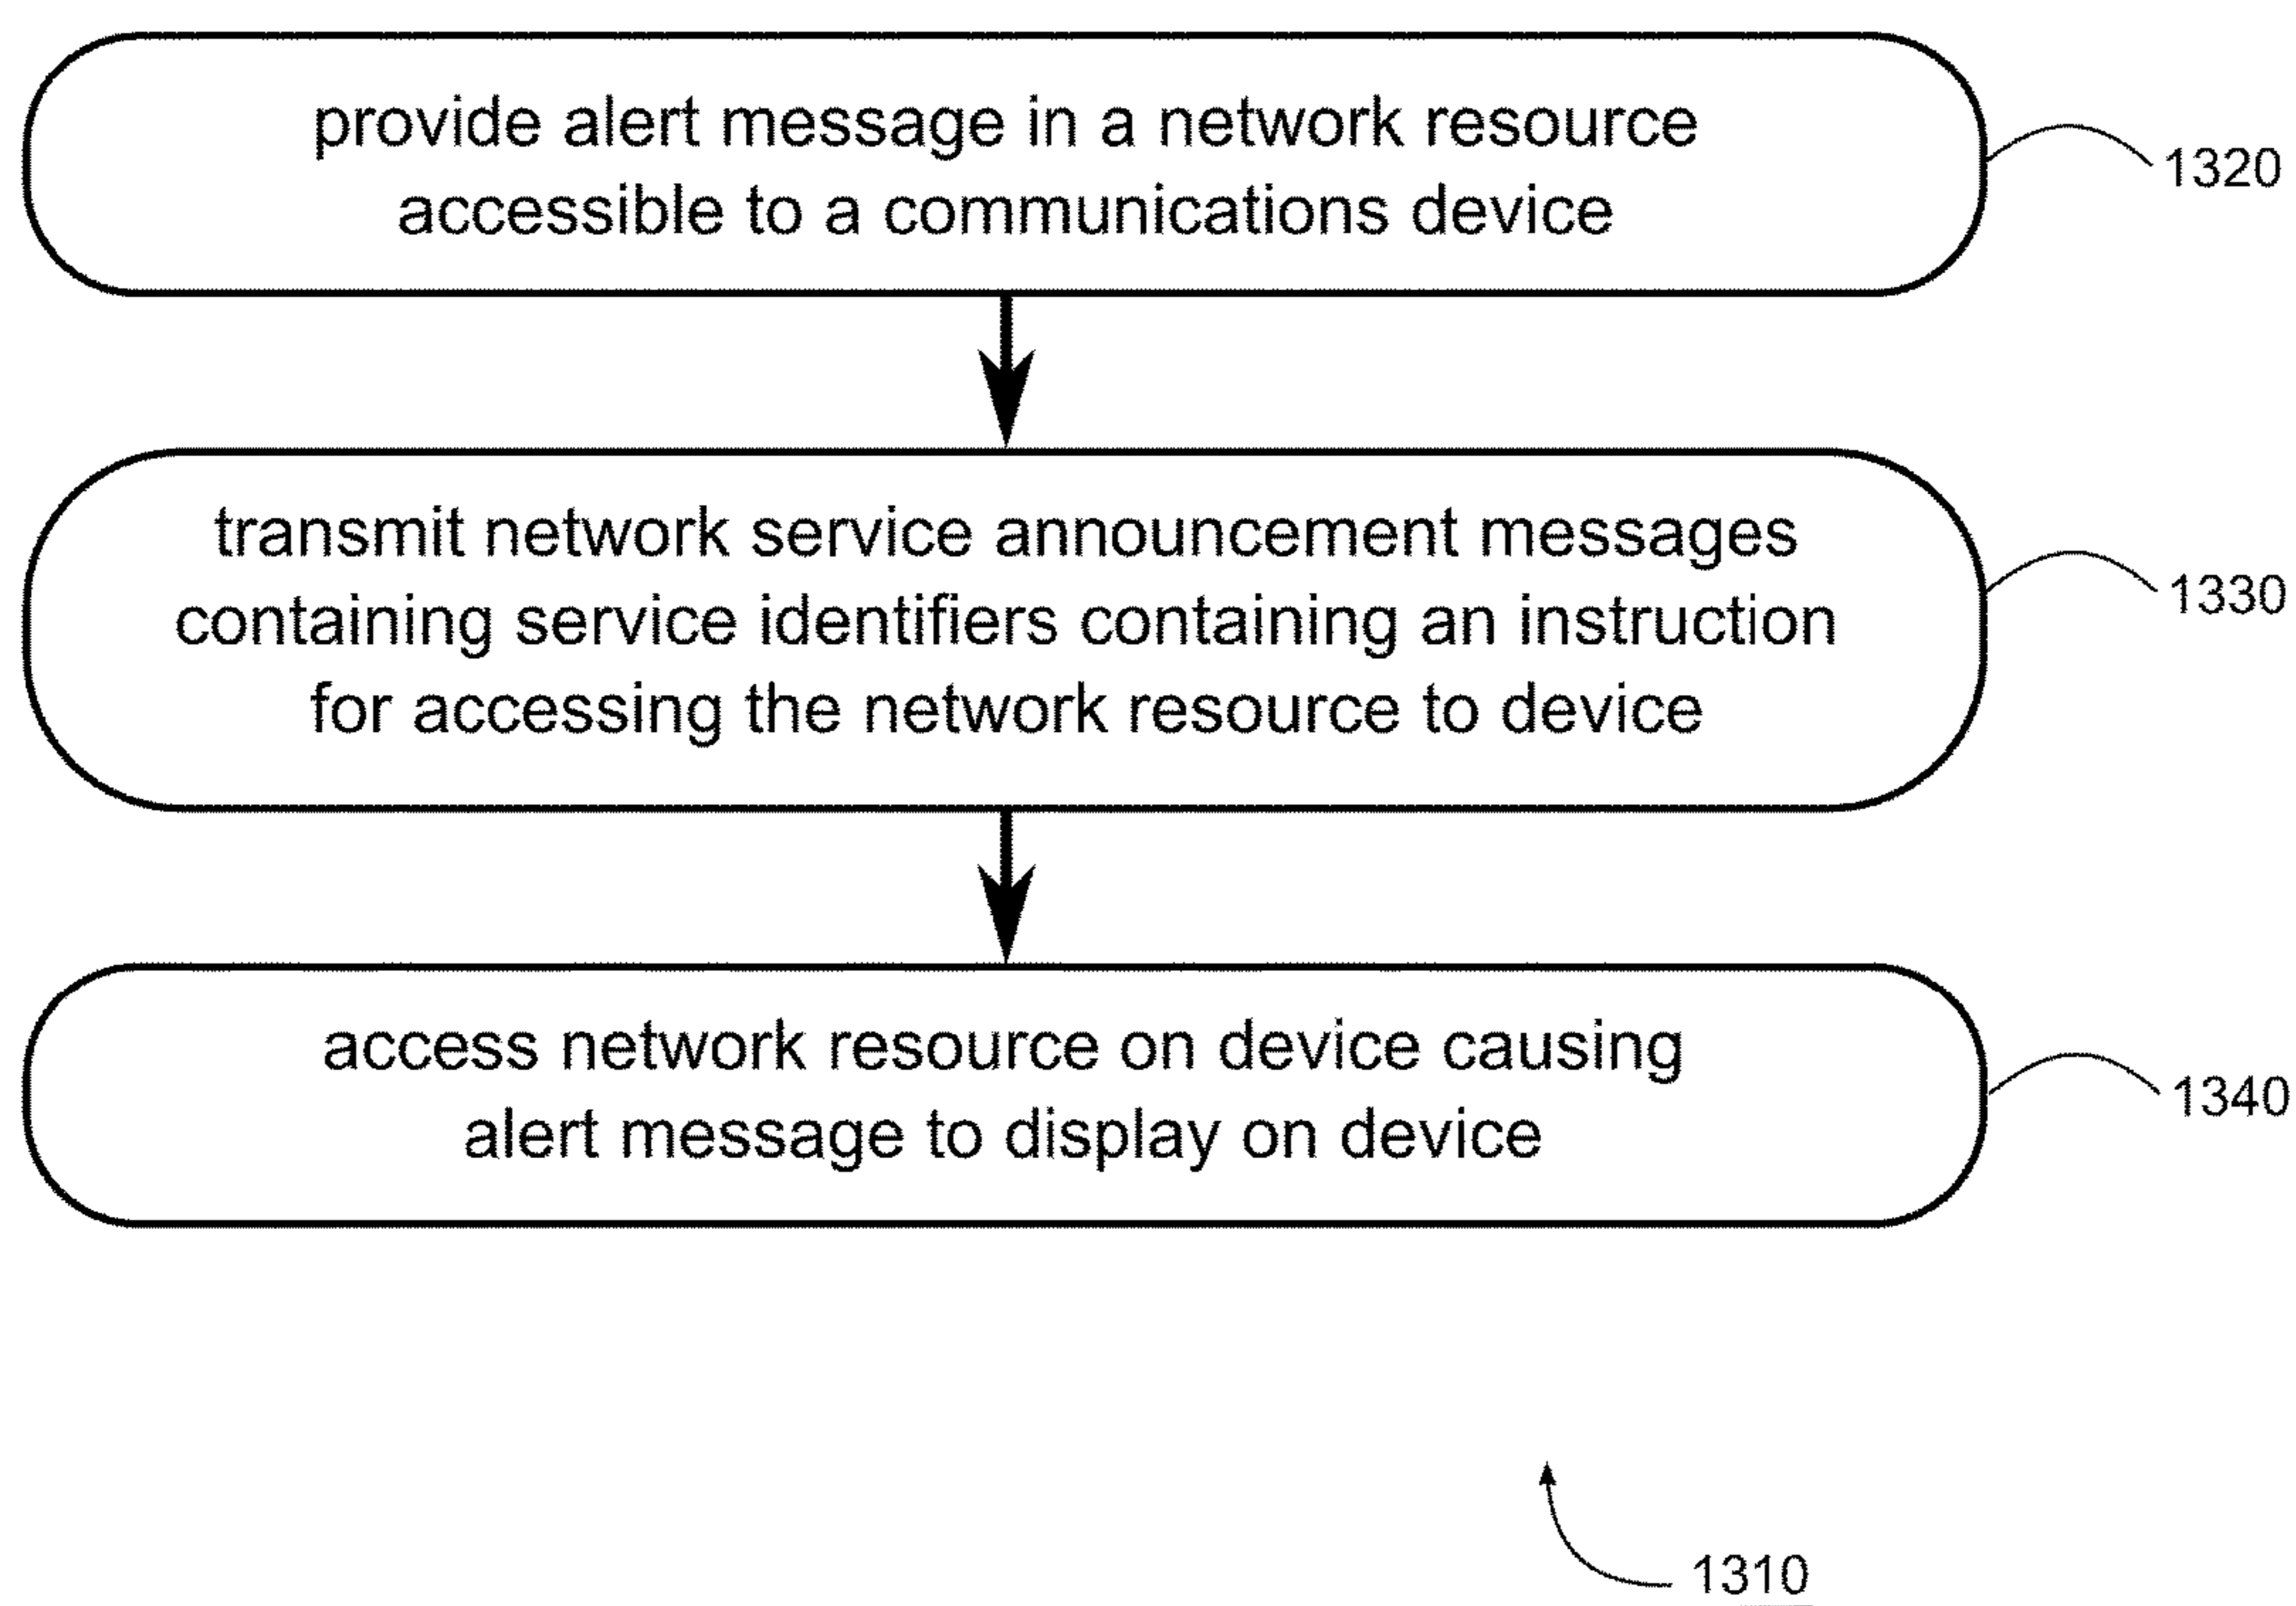 provide alert message in a network resource
accessible to a communications device
1320
transmit network service announcement messages
containing service identifiers containing an instruction
for accessing the network resource to device
1330
access network resource on device causing
alert message to display on device
1340
1310